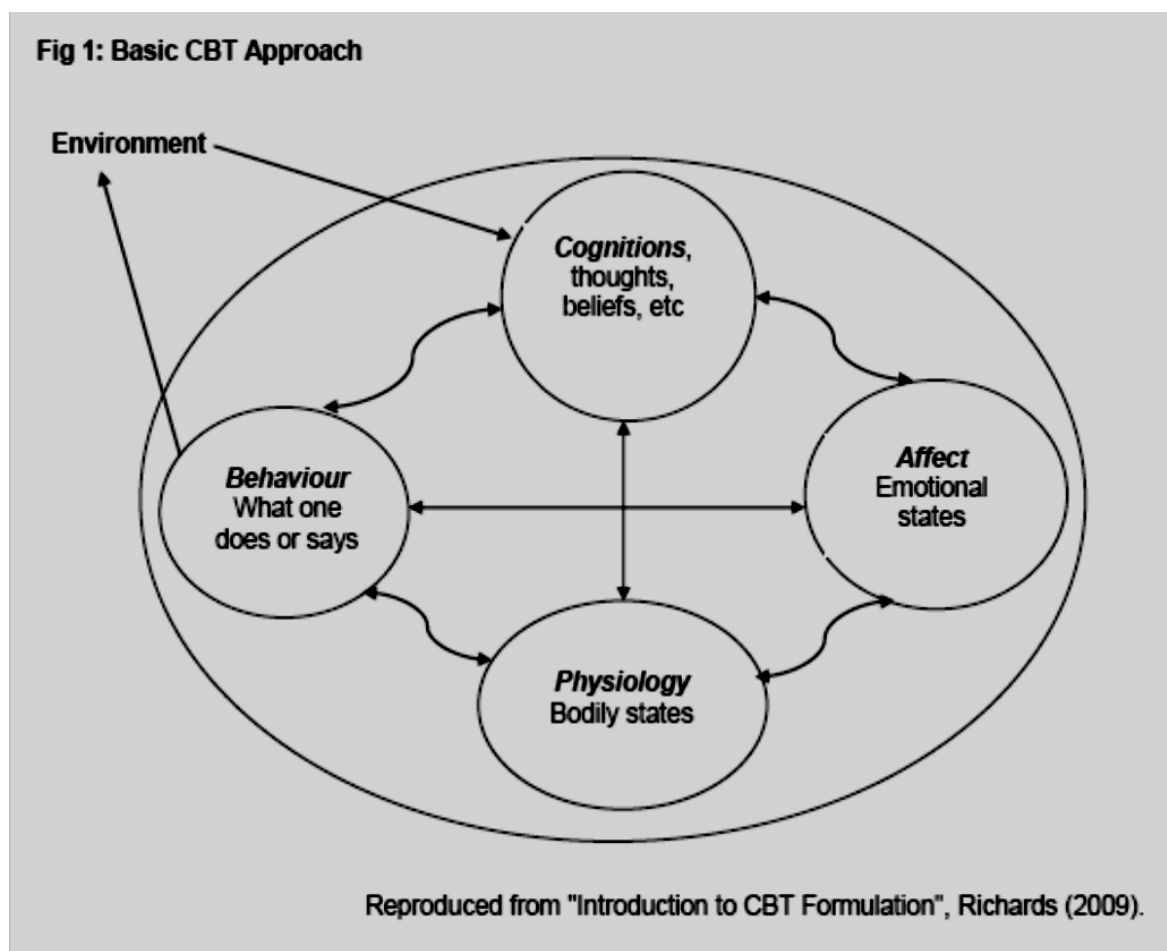 Fig 1: Basic CBT Approach
Environment
Cognitions,
thoughts,
beliefs, etc
Behaviour
What one
does or says
Affect
Emotional
states
Physiology
Bodily states
Reproduced from "Introduction to CBT Formulation", Richards (2009).